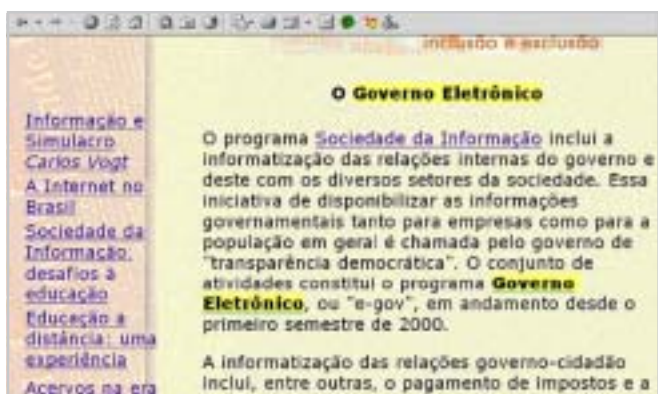 inclusão e exclusão
O Governo Eletrônico
Informação e
Simulacro
Carlos Vogt
A Internet no
Brasil
Sociedade da
Informação:
desafios à
educação
Educação a
distância: uma
experiência
Acervos na era
O programa Sociedade da Informação inclui a
informatização das relações internas do governo e
deste com os diversos setores da sociedade. Essa
iniciativa de disponibilizar as informações
governamentais tanto para empresas como para a
população em geral é chamada pelo governo de
"transparência democrática". O conjunto de
atividades constitui o programa Governo
Eletrônico, ou "e-gov", em andamento desde o
primeiro semestre de 2000.
A informatização das relações governo-cidadão
inclui, entre outras, o pagamento de impostos e a